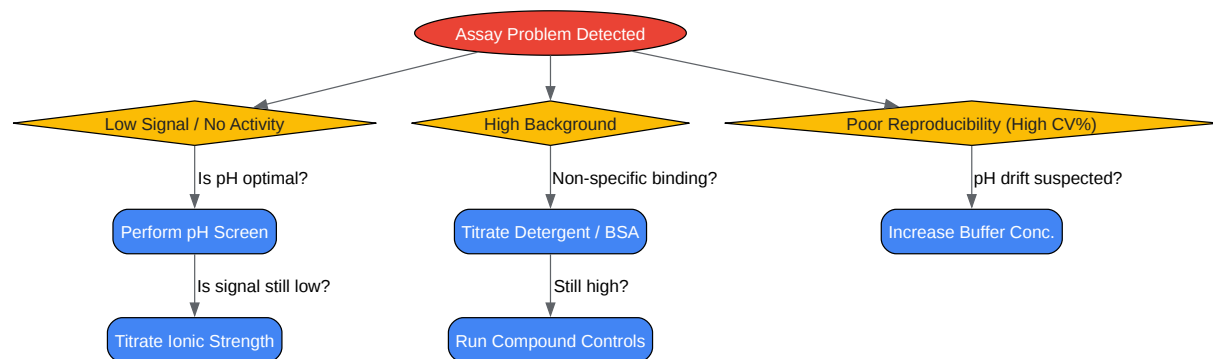 Assay Problem Detected
Low Signal / No Activity
High Background
Poor Reproducibility (High CV%)
Is pH optimal?
Non-specific binding?
pH drift suspected?
Perform pH Screen
Titrate Detergent / BSA
Increase Buffer Conc.
Is signal still low?
Still high?
Titrate Ionic Strength
Run Compound Controls